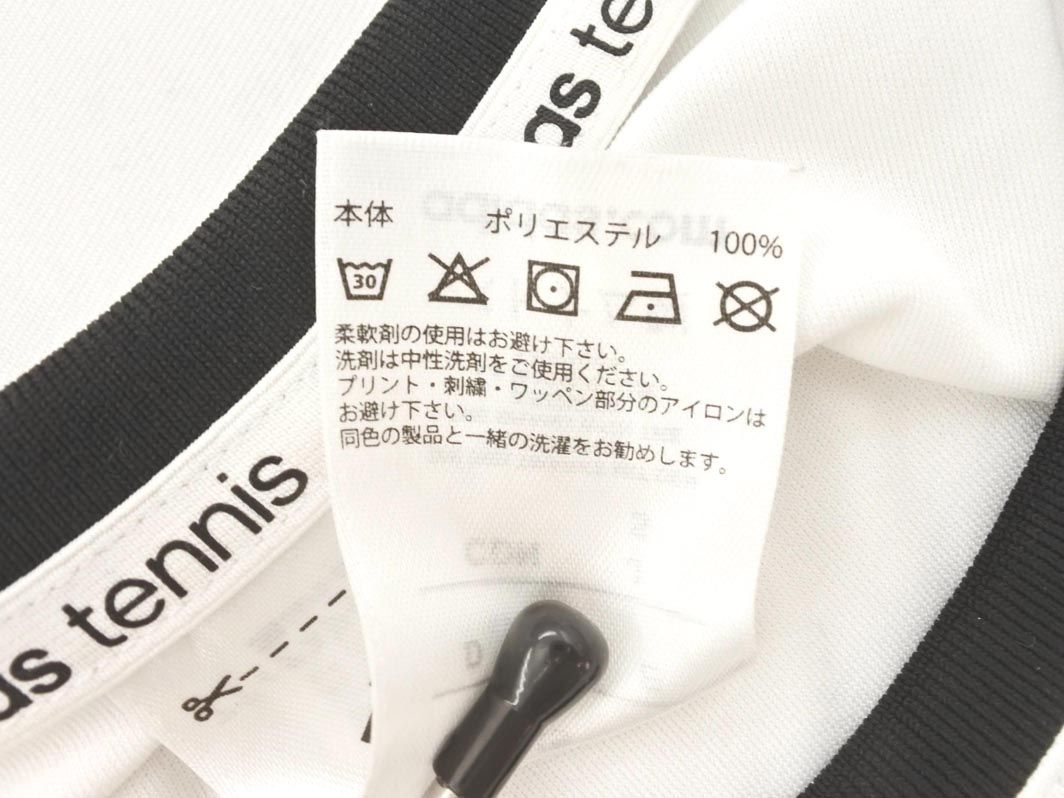 as te
本体 ポリエステル 100%
30
柔軟剤の使用はお避け下さい。
洗剤は中性洗剤をご使用ください。
プリント・刺繍・ワッペン部分のアイロンは
お避け下さい。
同色の製品と一緒の洗濯をお勧めします。
as tennis